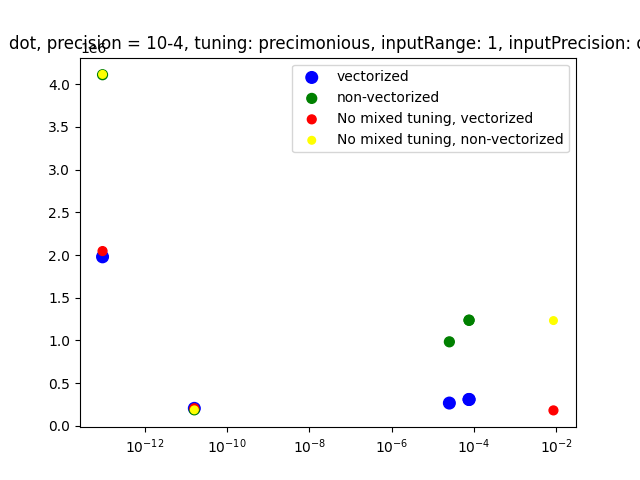 dot, precision = 10-4, tuning: precimonious, inputRange: 1, inputPrecision:
1e6
vectorized
non-vectorized
No mixed tuning, vectorized
No mixed tuning, non-vectorized
4.0
3.5
3.0
2.5
2.0
1.5
1.0
0.5
0.0
10⁻¹² 10⁻¹⁰ 10⁻⁸ 10⁻⁶ 10⁻⁴ 10⁻²